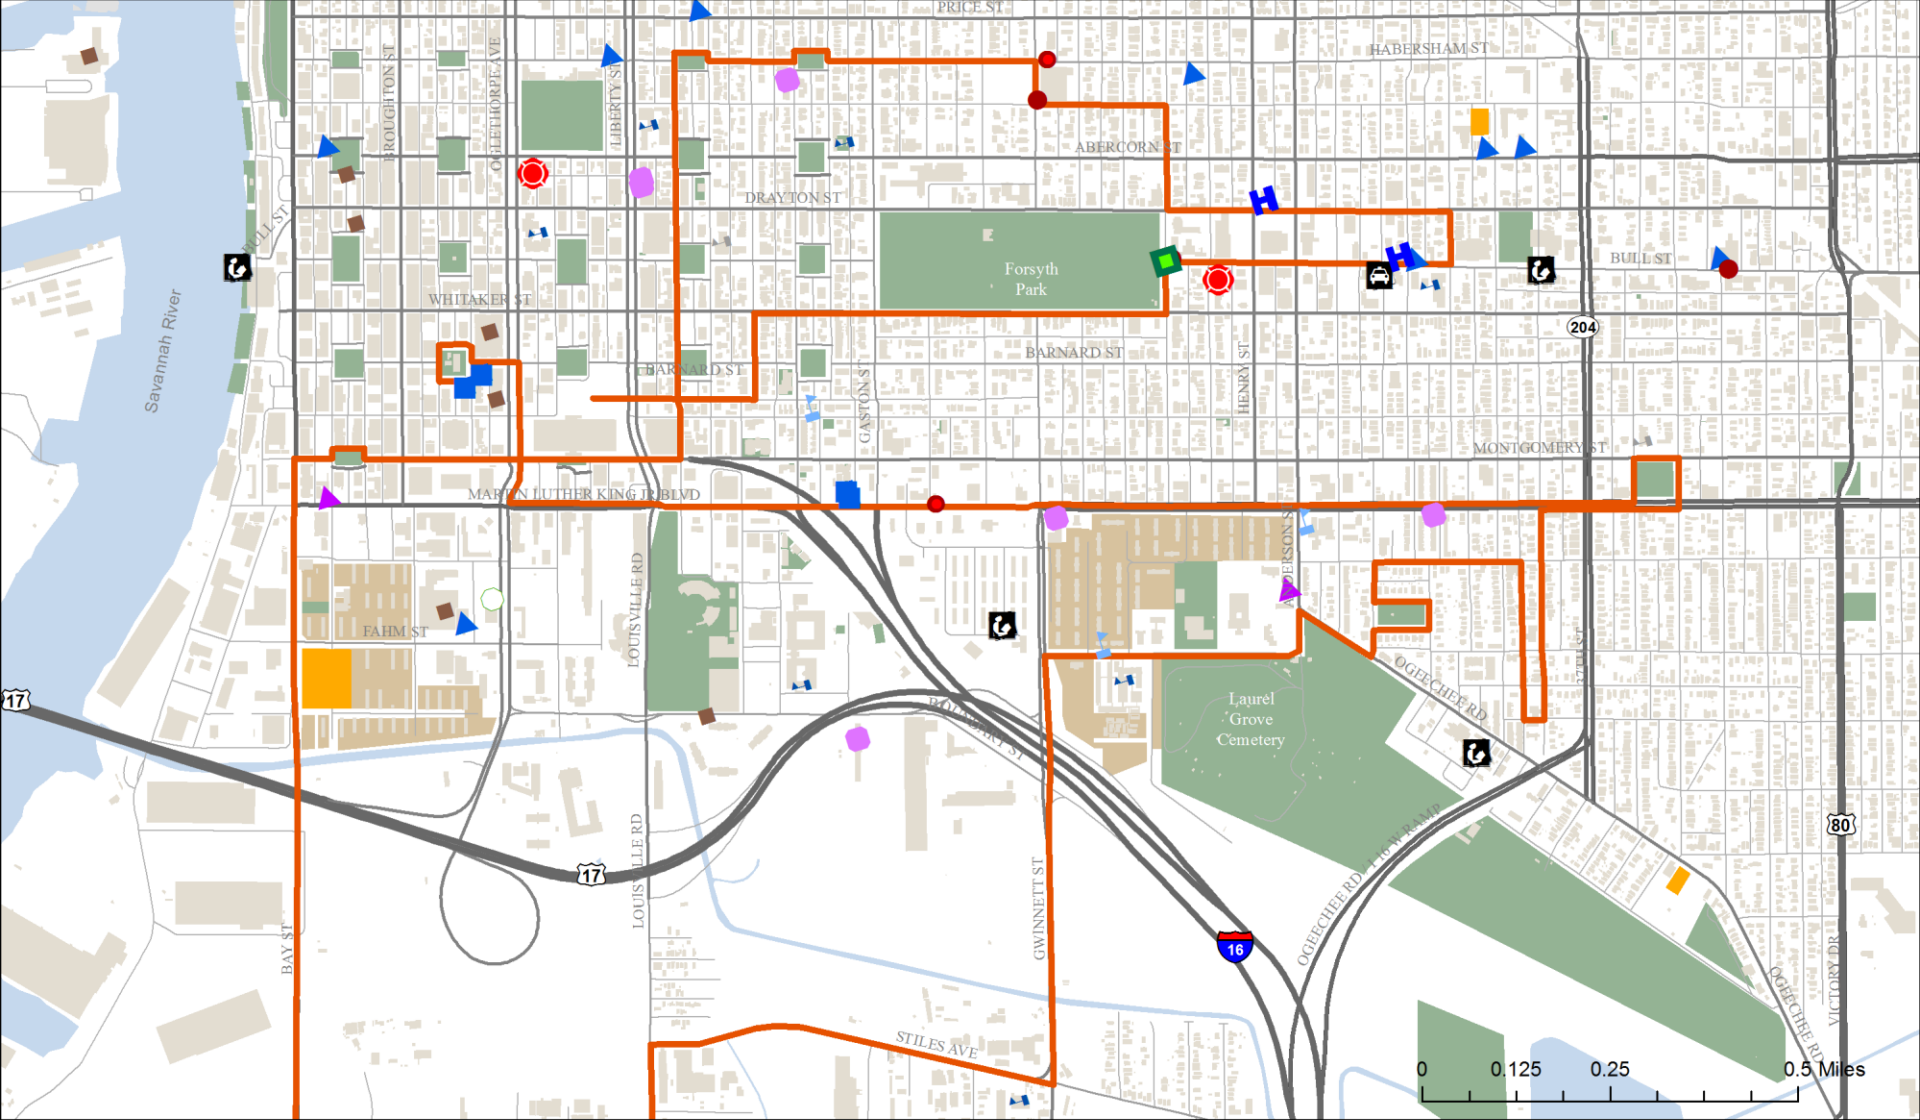 PRICE ST
HABERSHAM ST
BROUGHTON ST
OGLETHORPE AVE
LIBERTY ST
ABERCORN ST
DRAYTON ST
BULL ST
BULL ST
Forsyth
Park
WHITAKER ST
204
Savannah River
BARNARD ST
BARNARD ST
HENRY ST
GASTON ST
MONTGOMERY ST
MARTIN LUTHER KING JR BLVD
ANDERSON ST
LOUISVILLE RD
FAHM ST
37TH ST
OGEECHEE RD
17
Laurel
Grove
Cemetery
BOUNDARY ST
80
OGEECHEE RD / I 16 W RAMP
17
LOUISVILLE RD
GWINNETT ST
BAY ST
16
VICTORY DR
OGEECHEE RD
STILES AVE
0 0.125 0.25 0.5 Miles